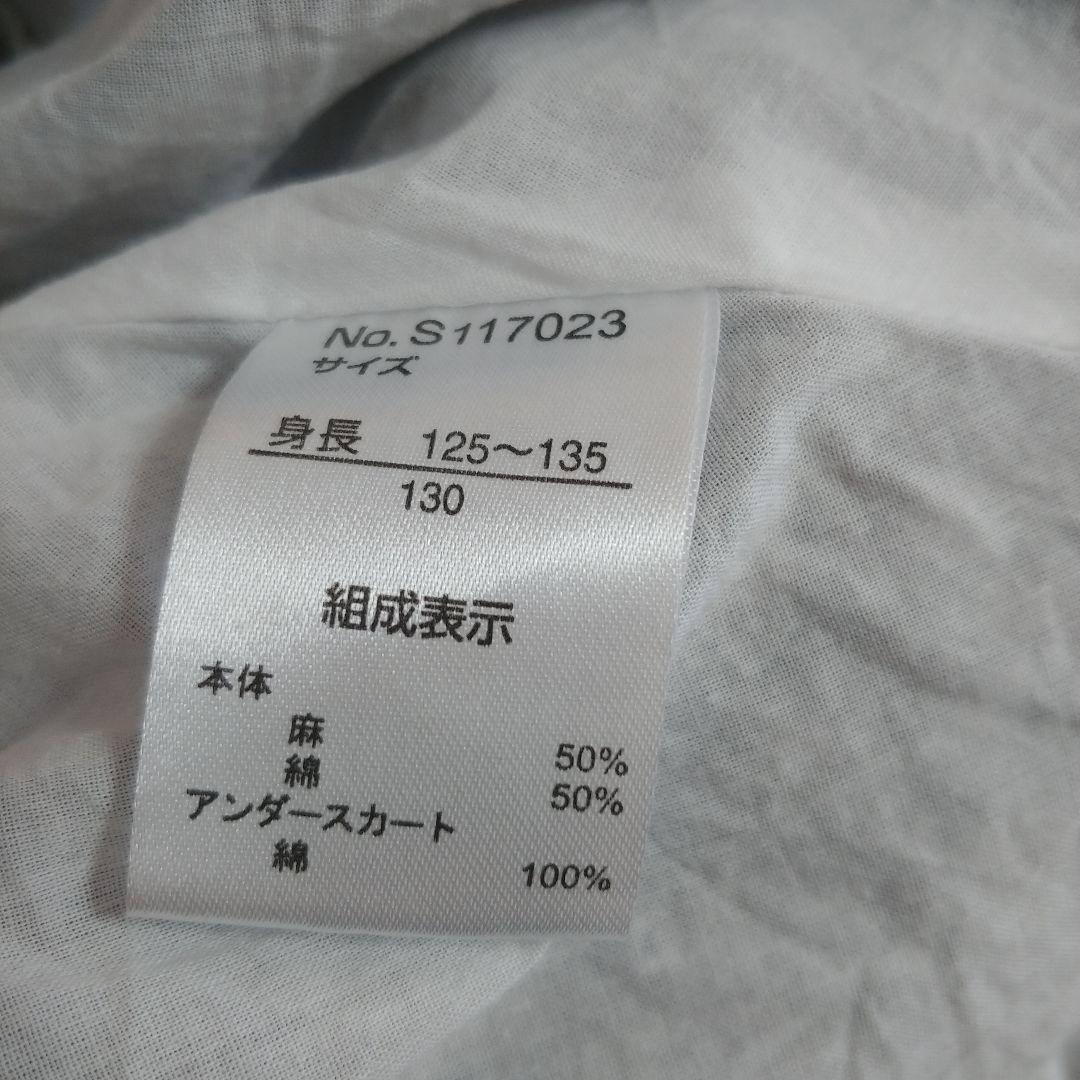 No.S117023
サイズ
身長 125～135
130
組成表示
本体
麻 50%
綿 50%
アンダースカート
綿 100%